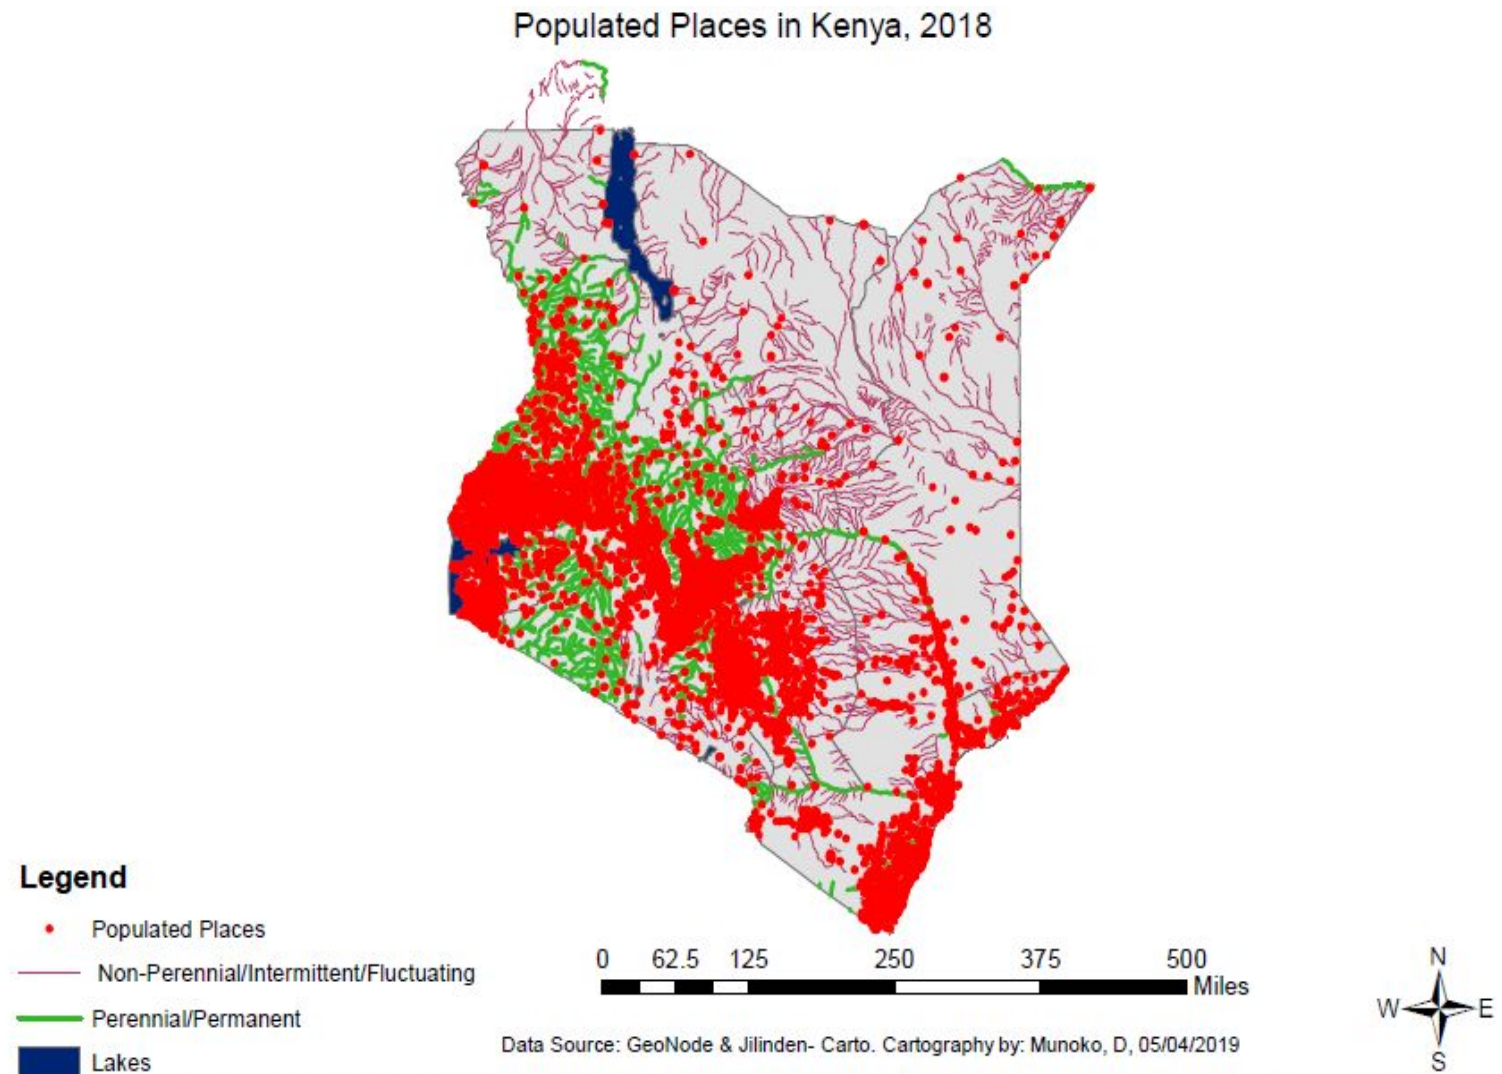 Populated Places in Kenya, 2018
Legend
Populated Places
Non-Perennial/Intermittent/Fluctuating
Perennial/Permanent
Lakes
0 62.5 125 250 375 500
Miles
Data Source: GeoNode & Jilinden- Carto. Cartography by: Munoko, D, 05/04/2019
N
W E
S